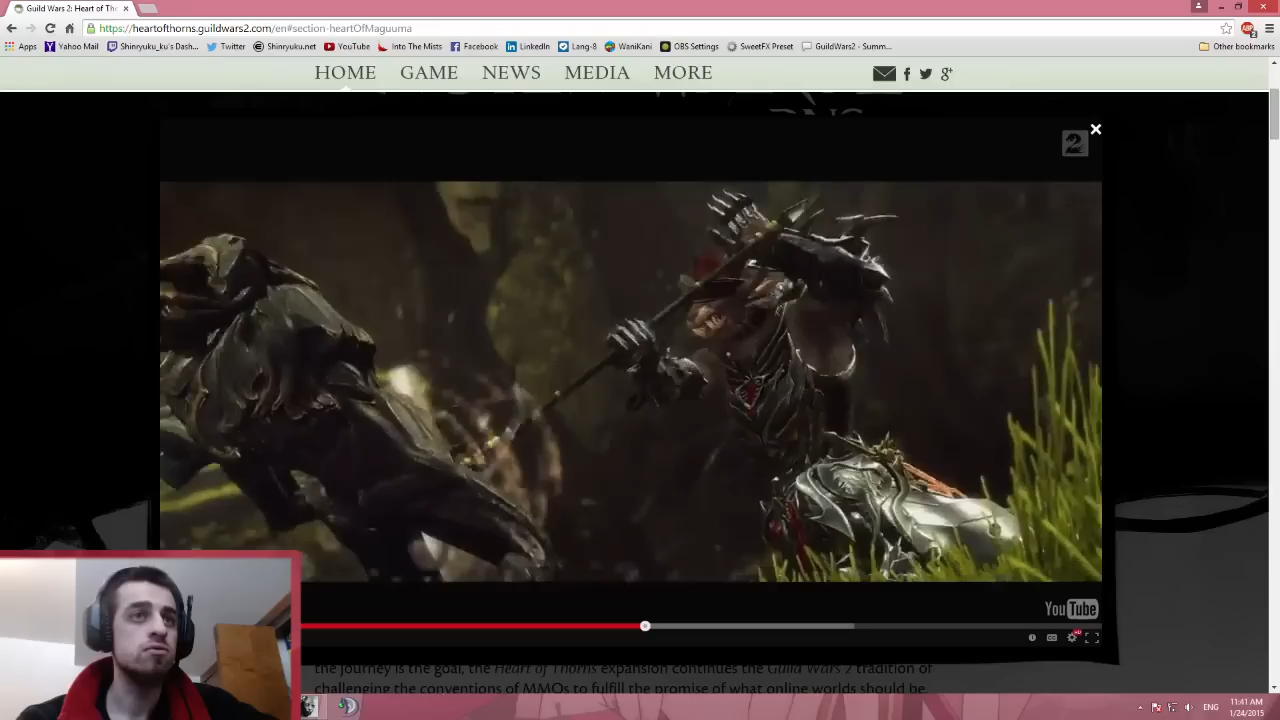 Guild Wars 2: Heart of Tho
https://heartofthorns.guildwars2.com/en#section-heartOfMaguuma
Apps Yahoo Mail Shinryuku_ku's Dash... Twitter Shinryuku.net YouTube Into The Mists Facebook LinkedIn Lang-8 WaniKani OBS Settings SweetFX Preset GuildWars2 - Summ... Other bookmarks
HOME GAME NEWS MEDIA MORE
2
YouTube
HD
the journey is the goal, the Heart of Thorns expansion continues the Guild Wars 2 tradition of
challenging the conventions of MMOs to fulfill the promise of what online worlds should be.
ENG
11:41 AM
1/24/2015